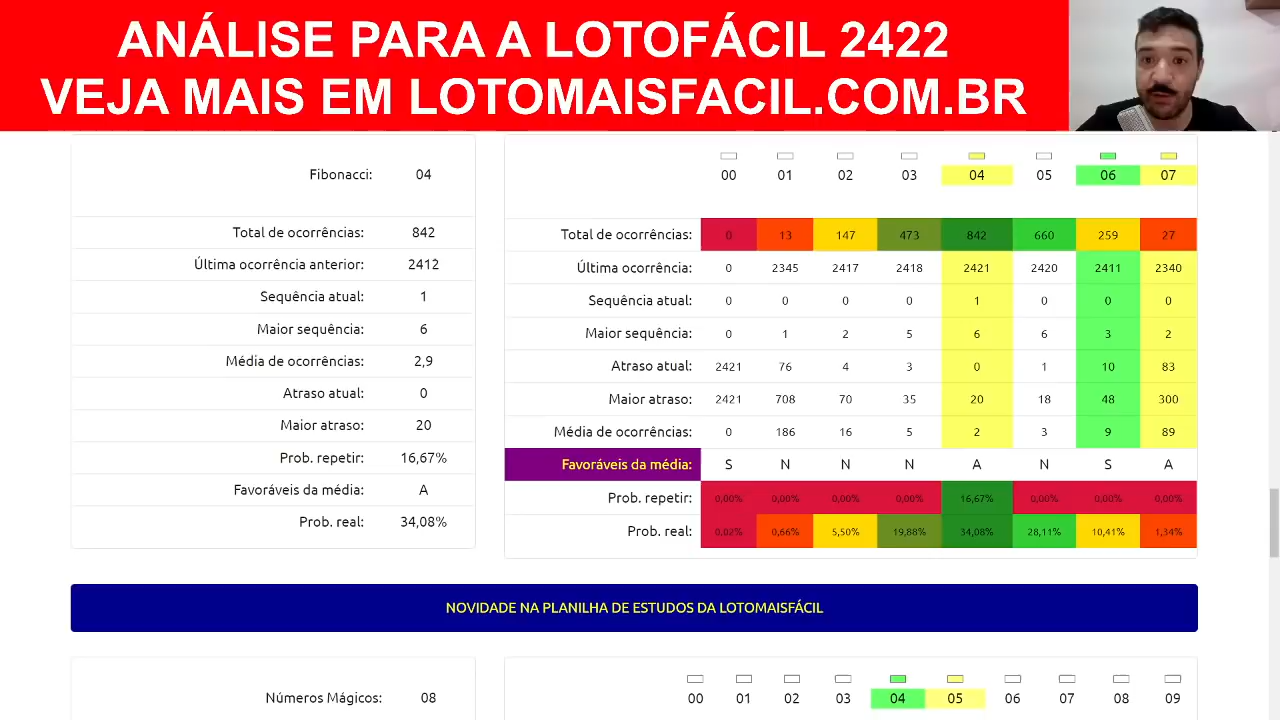 ANÁLISE PARA A LOTOFÁCIL 2422
VEJA MAIS EM LOTOMAISFACIL.COM.BR
Fibonacci: 04
Total de ocorrências: 842
Última ocorrência anterior: 2412
Sequência atual: 1
Maior sequência: 6
Média de ocorrências: 2,9
Atraso atual: 0
Maior atraso: 20
Prob. repetir: 16,67%
Favoráveis da média: A
Prob. real: 34,08%
00 01 02 03 04 05 06 07
Total de ocorrências: 0 13 147 473 842 660 259 27
Última ocorrência: 0 2345 2417 2418 2421 2420 2411 2340
Sequência atual: 0 0 0 0 1 0 0 0
Maior sequência: 0 1 2 5 6 6 3 2
Atraso atual: 2421 76 4 3 0 1 10 83
Maior atraso: 2421 708 70 35 20 18 48 300
Média de ocorrências: 0 186 16 5 2 3 9 89
Favoráveis da média: S N N N A N S A
Prob. repetir: 0,00% 0,00% 0,00% 0,00% 16,67% 0,00% 0,00% 0,00%
Prob. real: 0,02% 0,66% 5,50% 19,88% 34,08% 28,11% 10,41% 1,34%
NOVIDADE NA PLANILHA DE ESTUDOS DA LOTOMAISFÁCIL
Números Mágicos: 08
00 01 02 03 04 05 06 07 08 09